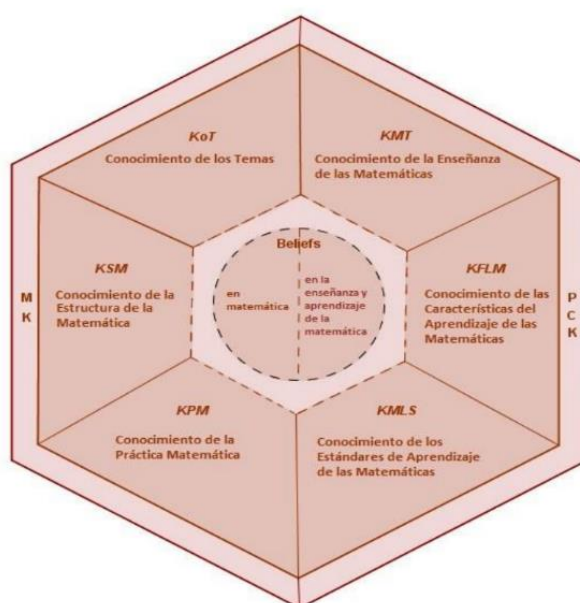 KoT
Conocimiento de los Temas
KMT
Conocimiento de la Enseñanza
de las Matemáticas
Beliefs
en
matemática
en la
enseñanza y
aprendizaje
de la
matemática
KSM
Conocimiento de la
Estructura de la
Matemática
KFLM
Conocimiento de las
Características del
Aprendizaje de las
Matemáticas
M
K
P
C
K
KPM
Conocimiento de la
Práctica Matemática
KMLS
Conocimiento de los
Estándares de Aprendizaje
de las Matemáticas